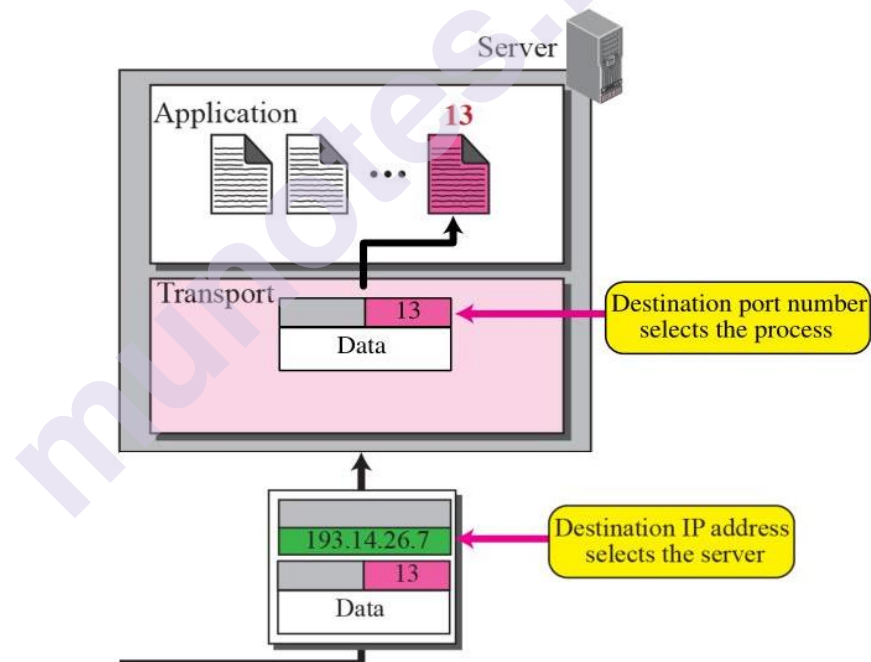 Server
Application
13
Transport
13
Data
Destination port number
selects the process
193.14.26.7
13
Data
Destination IP address
selects the server
munotes.